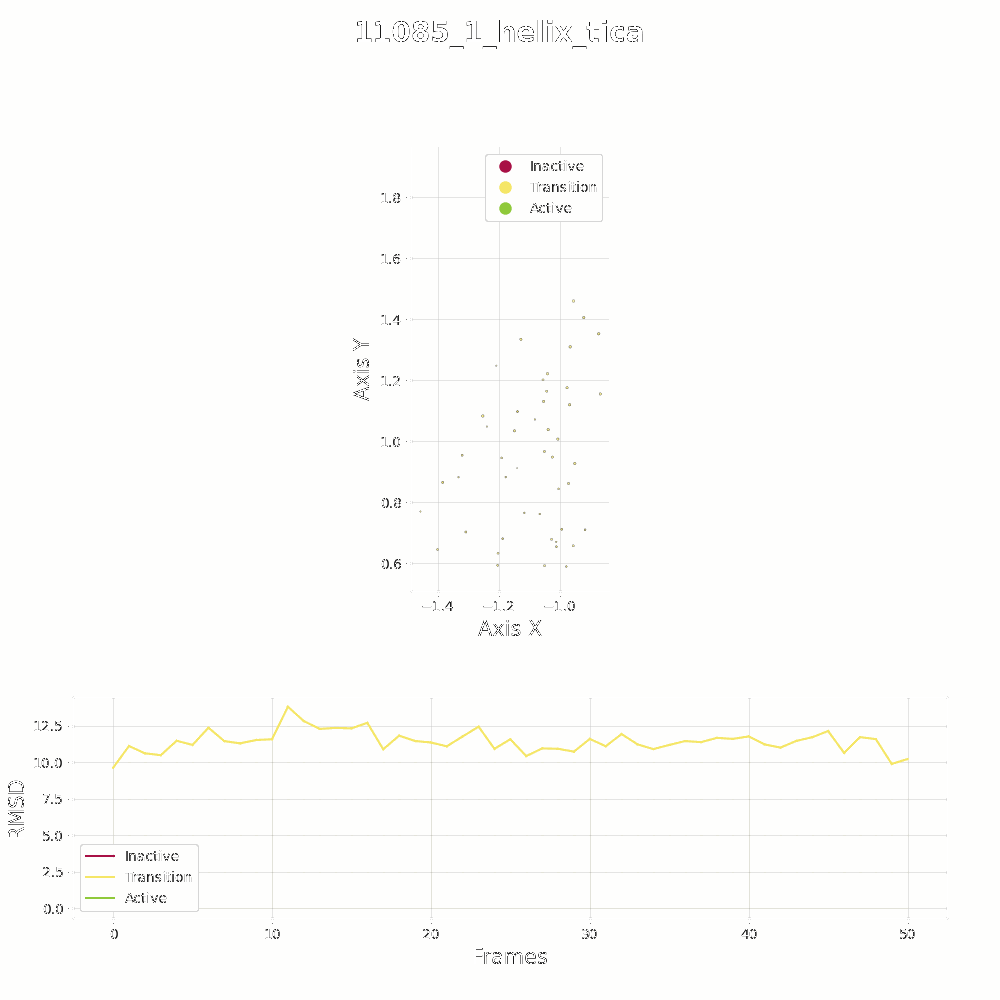 11085_1_helix_tica
Inactive
Transition
Active
1.8
1.6
1.4
1.2
1.0
0.8
0.6
Axis Y
−1.4 −1.2 −1.0
Axis X
12.5
10.0
7.5
5.0
2.5
0.0
RMSD
Inactive
Transition
Active
0 10 20 30 40 50
Frames